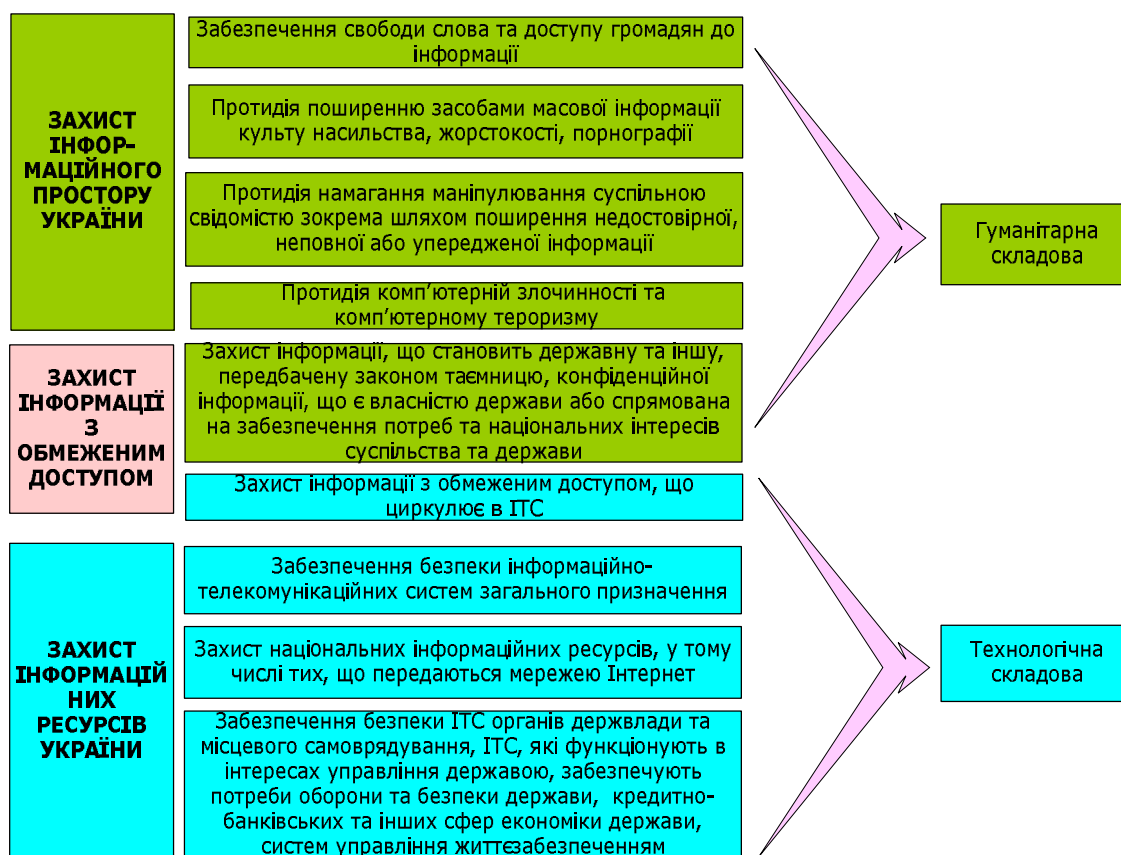 ЗАХИСТ
ІНФОР-
МАЦІЙНОГО
ПРОСТОРУ
УКРАЇНИ
Забезпечення свободи слова та доступу громадян до
інформації
Протидія поширенню засобами масової інформації
культу насильства, жорстокості, порнографії
Протидія намагання маніпулювання суспільною
свідомістю зокрема шляхом поширення недостовірної,
неповної або упередженої інформації
Протидія комп’ютерній злочинності та
комп’ютерному тероризму
Гуманітарна
складова
ЗАХИСТ
ІНФОРМАЦІЇ
З
ОБМЕЖЕНИМ
ДОСТУПОМ
Захист інформації, що становить державну та іншу,
передбачену законом таємницю, конфіденційної
інформації, що є власністю держави або спрямована
на забезпечення потреб та національних інтересів
суспільства та держави
Захист інформації з обмеженим доступом, що
циркулює в ІТС
ЗАХИСТ
ІНФОРМАЦІЙ
НИХ
РЕСУРСІВ
УКРАЇНИ
Забезпечення безпеки інформаційно-
телекомунікаційних систем загального призначення
Захист національних інформаційних ресурсів, у тому
числі тих, що передаються мережею Інтернет
Забезпечення безпеки ІТС органів держвлади та
місцевого самоврядування, ІТС, які функціонують в
інтересах управління державою, забезпечують
потреби оборони та безпеки держави, кредитно-
банківських та інших сфер економіки держави,
систем управління життєзабезпеченням
Технологічна
складова